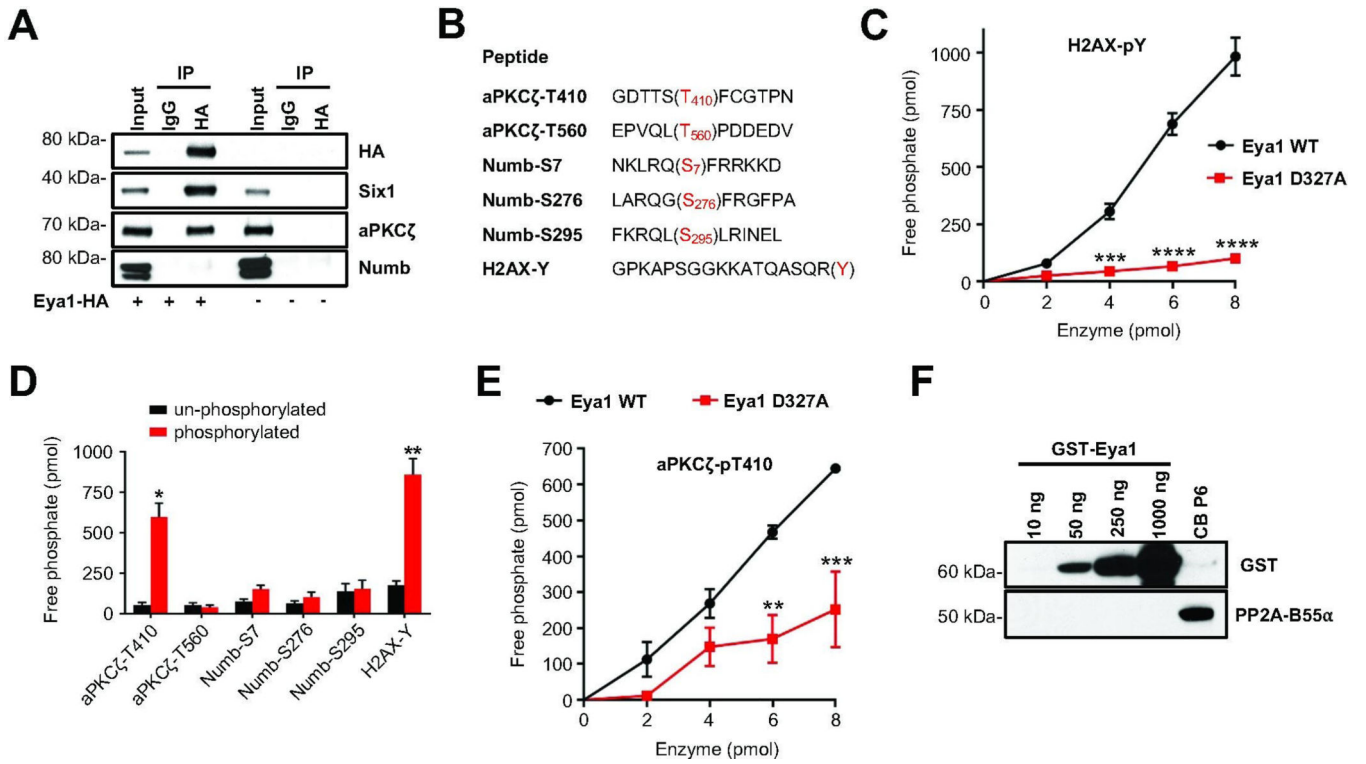 A
IP
Input
IgG
HA
Input
IgG
HA
80 kDa-
HA
40 kDa-
Six1
70 kDa-
aPKCζ
80 kDa-
Numb
Eya1-HA + + + - - -
B
Peptide
aPKCζ-T410 GDTTS(T410)FCGTPN
aPKCζ-T560 EPVQL(T560)PDDEDV
Numb-S7 NKLRQ(S7)FRRKKD
Numb-S276 LARQG(S276)FRGFPA
Numb-S295 FKRQL(S295)LRINEL
H2AX-Y GPKAPSGGKKATQASQR(Y)
C
H2AX-pY
Free phosphate (pmol)
1000
750
500
250
0
Eya1 WT
Eya1 D327A
*** **** ****
0 2 4 6 8
Enzyme (pmol)
D
un-phosphorylated
phosphorylated
Free phosphate (pmol)
1000
750
500
250
0
* **
aPKCζ-T410
aPKCζ-T560
Numb-S7
Numb-S276
Numb-S295
H2AX-Y
E
Eya1 WT Eya1 D327A
aPKCζ-pT410
Free phosphate (pmol)
700
600
500
400
300
200
100
0
** ***
0 2 4 6 8
Enzyme (pmol)
F
GST-Eya1
10 ng
50 ng
250 ng
1000 ng
CB P6
60 kDa-
GST
50 kDa-
PP2A-B55α